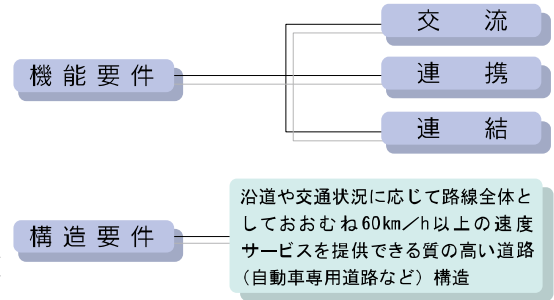 交流
機能要件
連携
連結
構造要件
沿道や交通状況に応じて路線全体と
しておおむね60km／h以上の速度
サービスを提供できる質の高い道路
（自動車専用道路など）構造